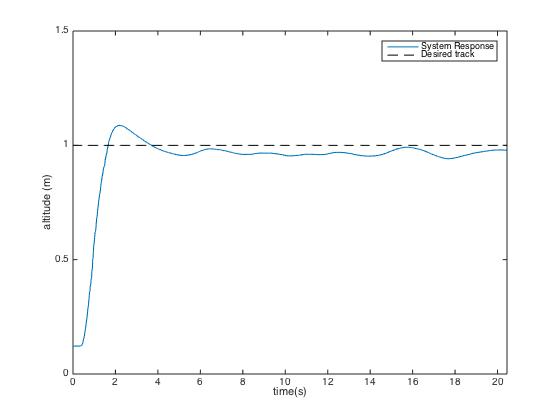 1.5
System Response
Desired track
1
altitude (m)
0.5
0
0 2 4 6 8 10 12 14 16 18 20
time(s)